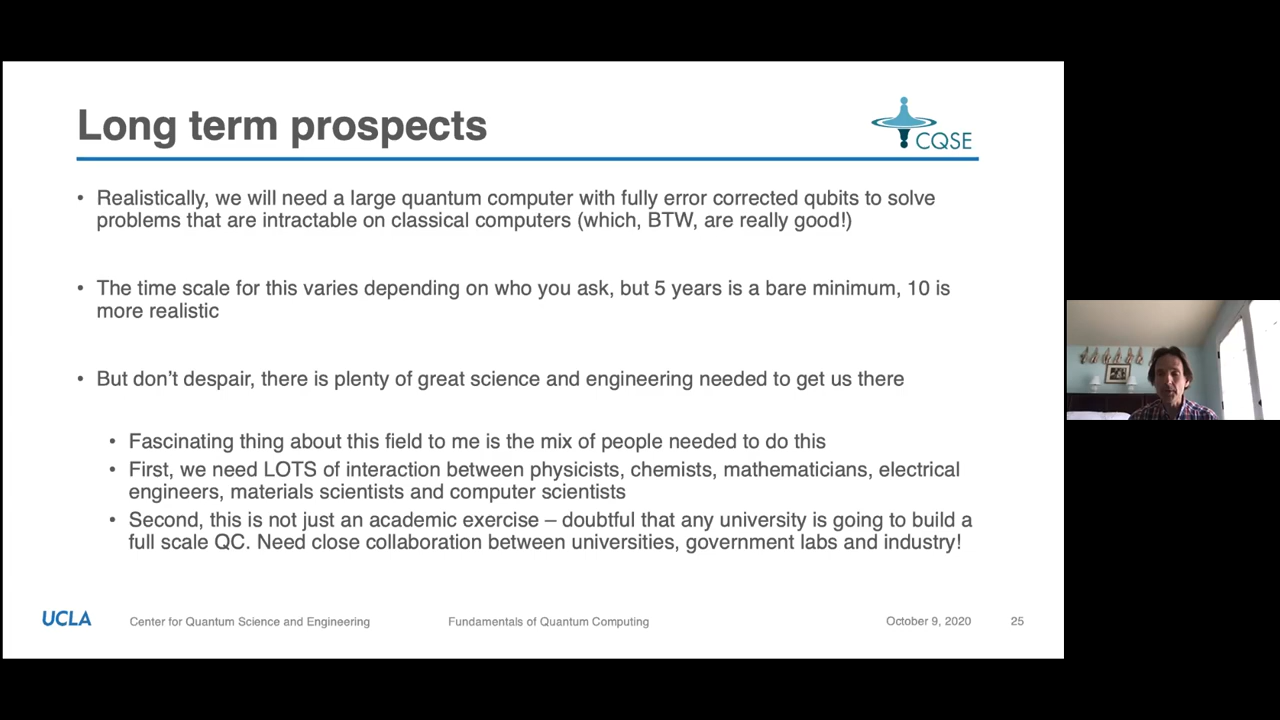 Long term prospects
CQSE
• Realistically, we will need a large quantum computer with fully error corrected qubits to solve
problems that are intractable on classical computers (which, BTW, are really good!)
• The time scale for this varies depending on who you ask, but 5 years is a bare minimum, 10 is
more realistic
• But don’t despair, there is plenty of great science and engineering needed to get us there
• Fascinating thing about this field to me is the mix of people needed to do this
• First, we need LOTS of interaction between physicists, chemists, mathematicians, electrical
engineers, materials scientists and computer scientists
• Second, this is not just an academic exercise – doubtful that any university is going to build a
full scale QC. Need close collaboration between universities, government labs and industry!
UCLA Center for Quantum Science and Engineering Fundamentals of Quantum Computing October 9, 2020 25